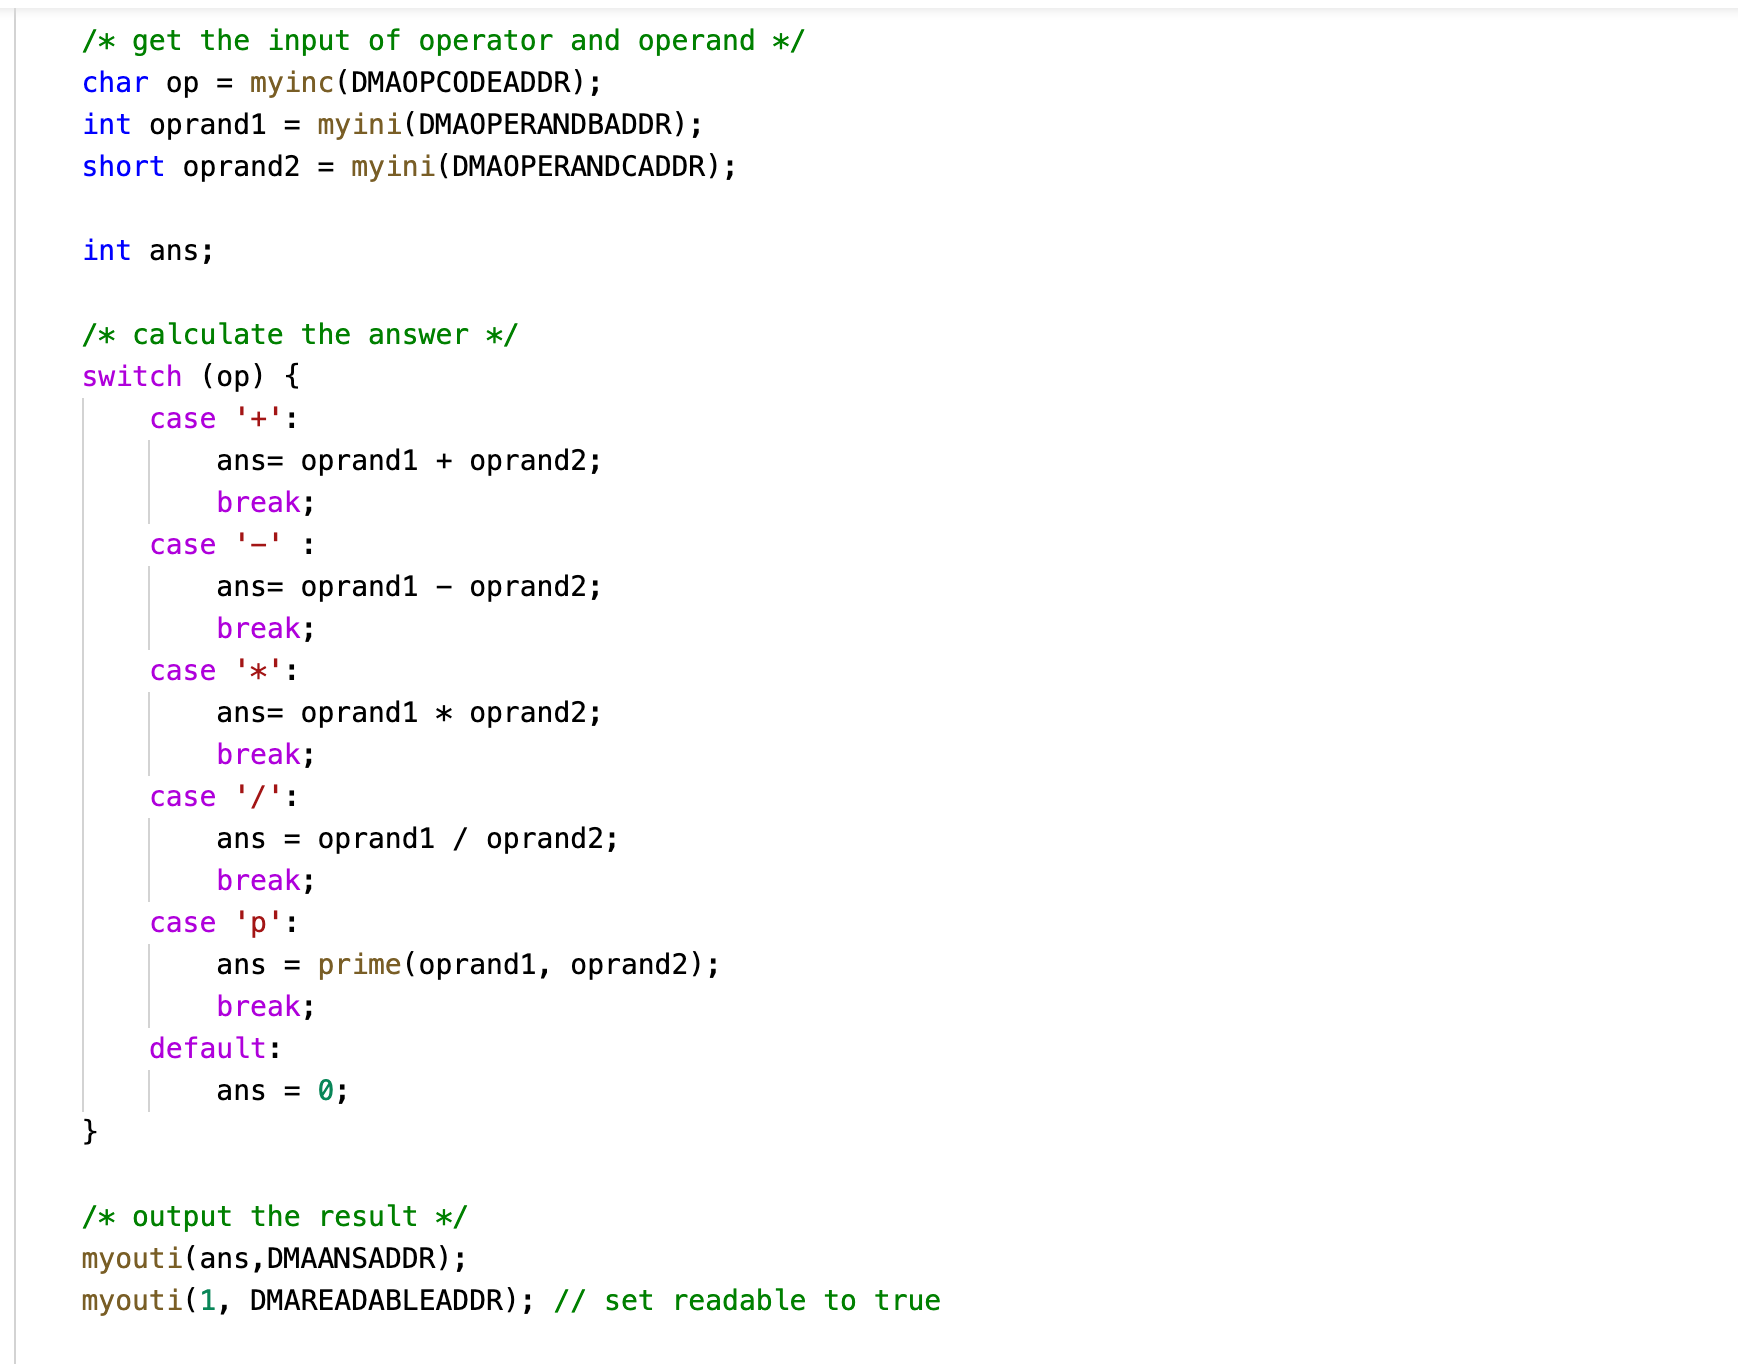 /* get the input of operator and operand */
char op = myinc(DMAOPCODEADDR);
int oprand1 = myini(DMAOPERANDBADDR);
short oprand2 = myini(DMAOPERANDCADDR);
int ans;
/* calculate the answer */
switch (op) {
case '+':
ans= oprand1 + oprand2;
break;
case '-' :
ans= oprand1 - oprand2;
break;
case '*':
ans= oprand1 * oprand2;
break;
case '/':
ans = oprand1 / oprand2;
break;
case 'p':
ans = prime(oprand1, oprand2);
break;
default:
ans = 0;
}
/* output the result */
myouti(ans,DMAANSADDR);
myouti(1, DMAREADABLEADDR); // set readable to true